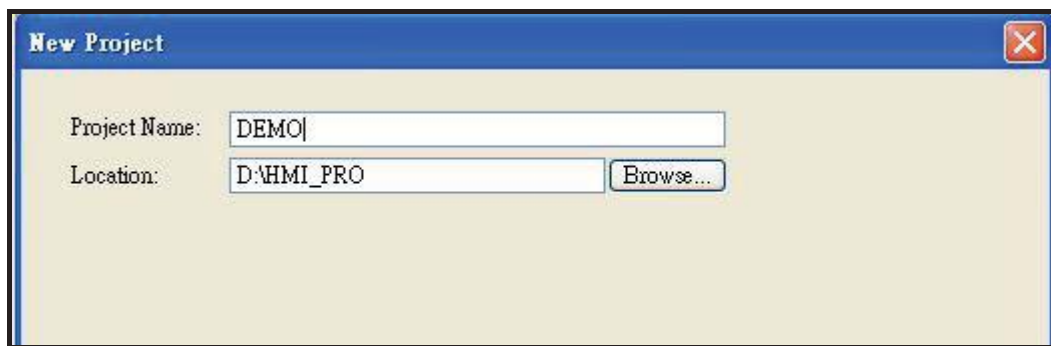 New Project
Project Name: DEMO
Location: D:\HMI_PRO Browse...